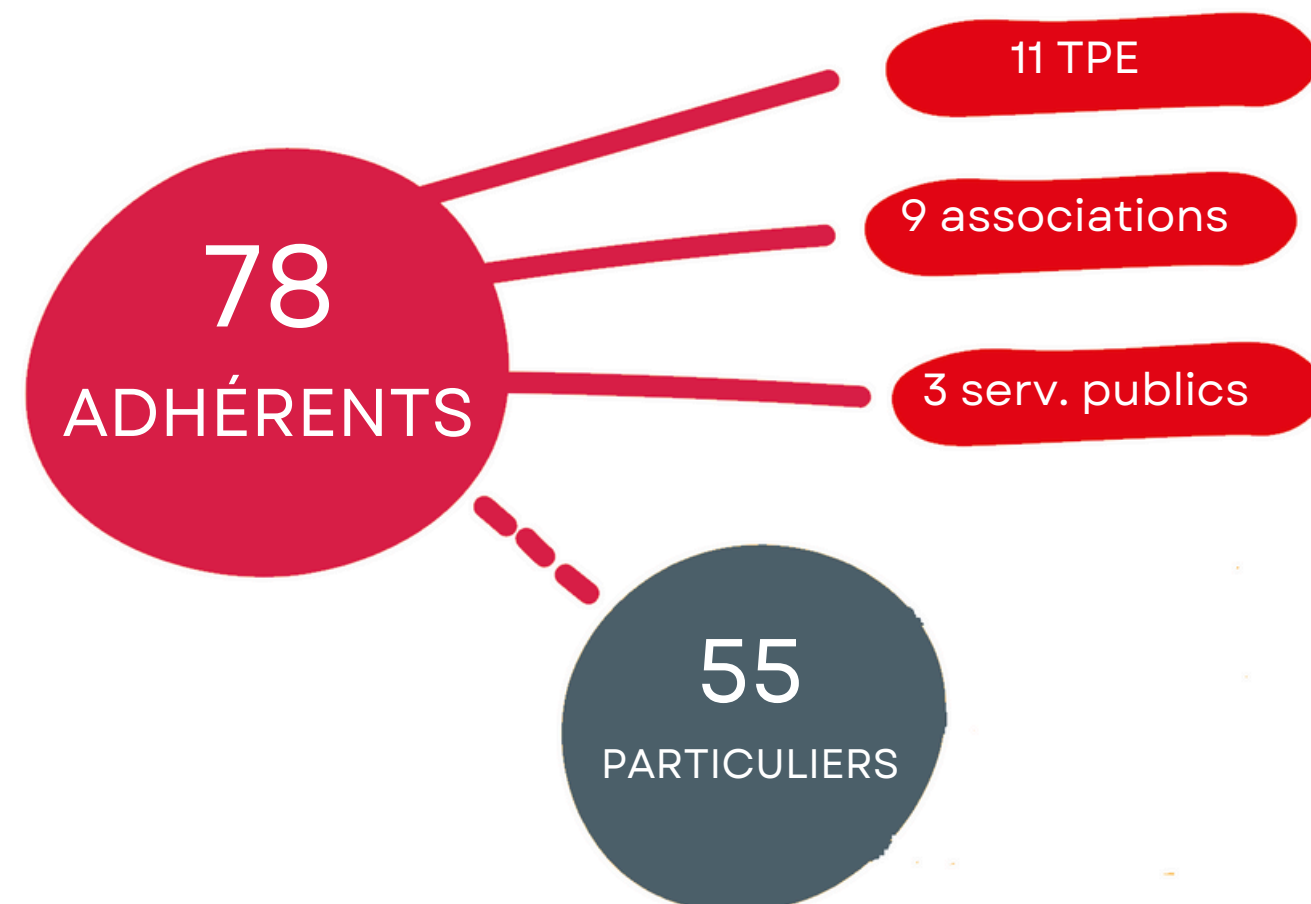 11 TPE
9 associations
78
ADHÉRENTS
3 serv. publics
55
PARTICULIERS